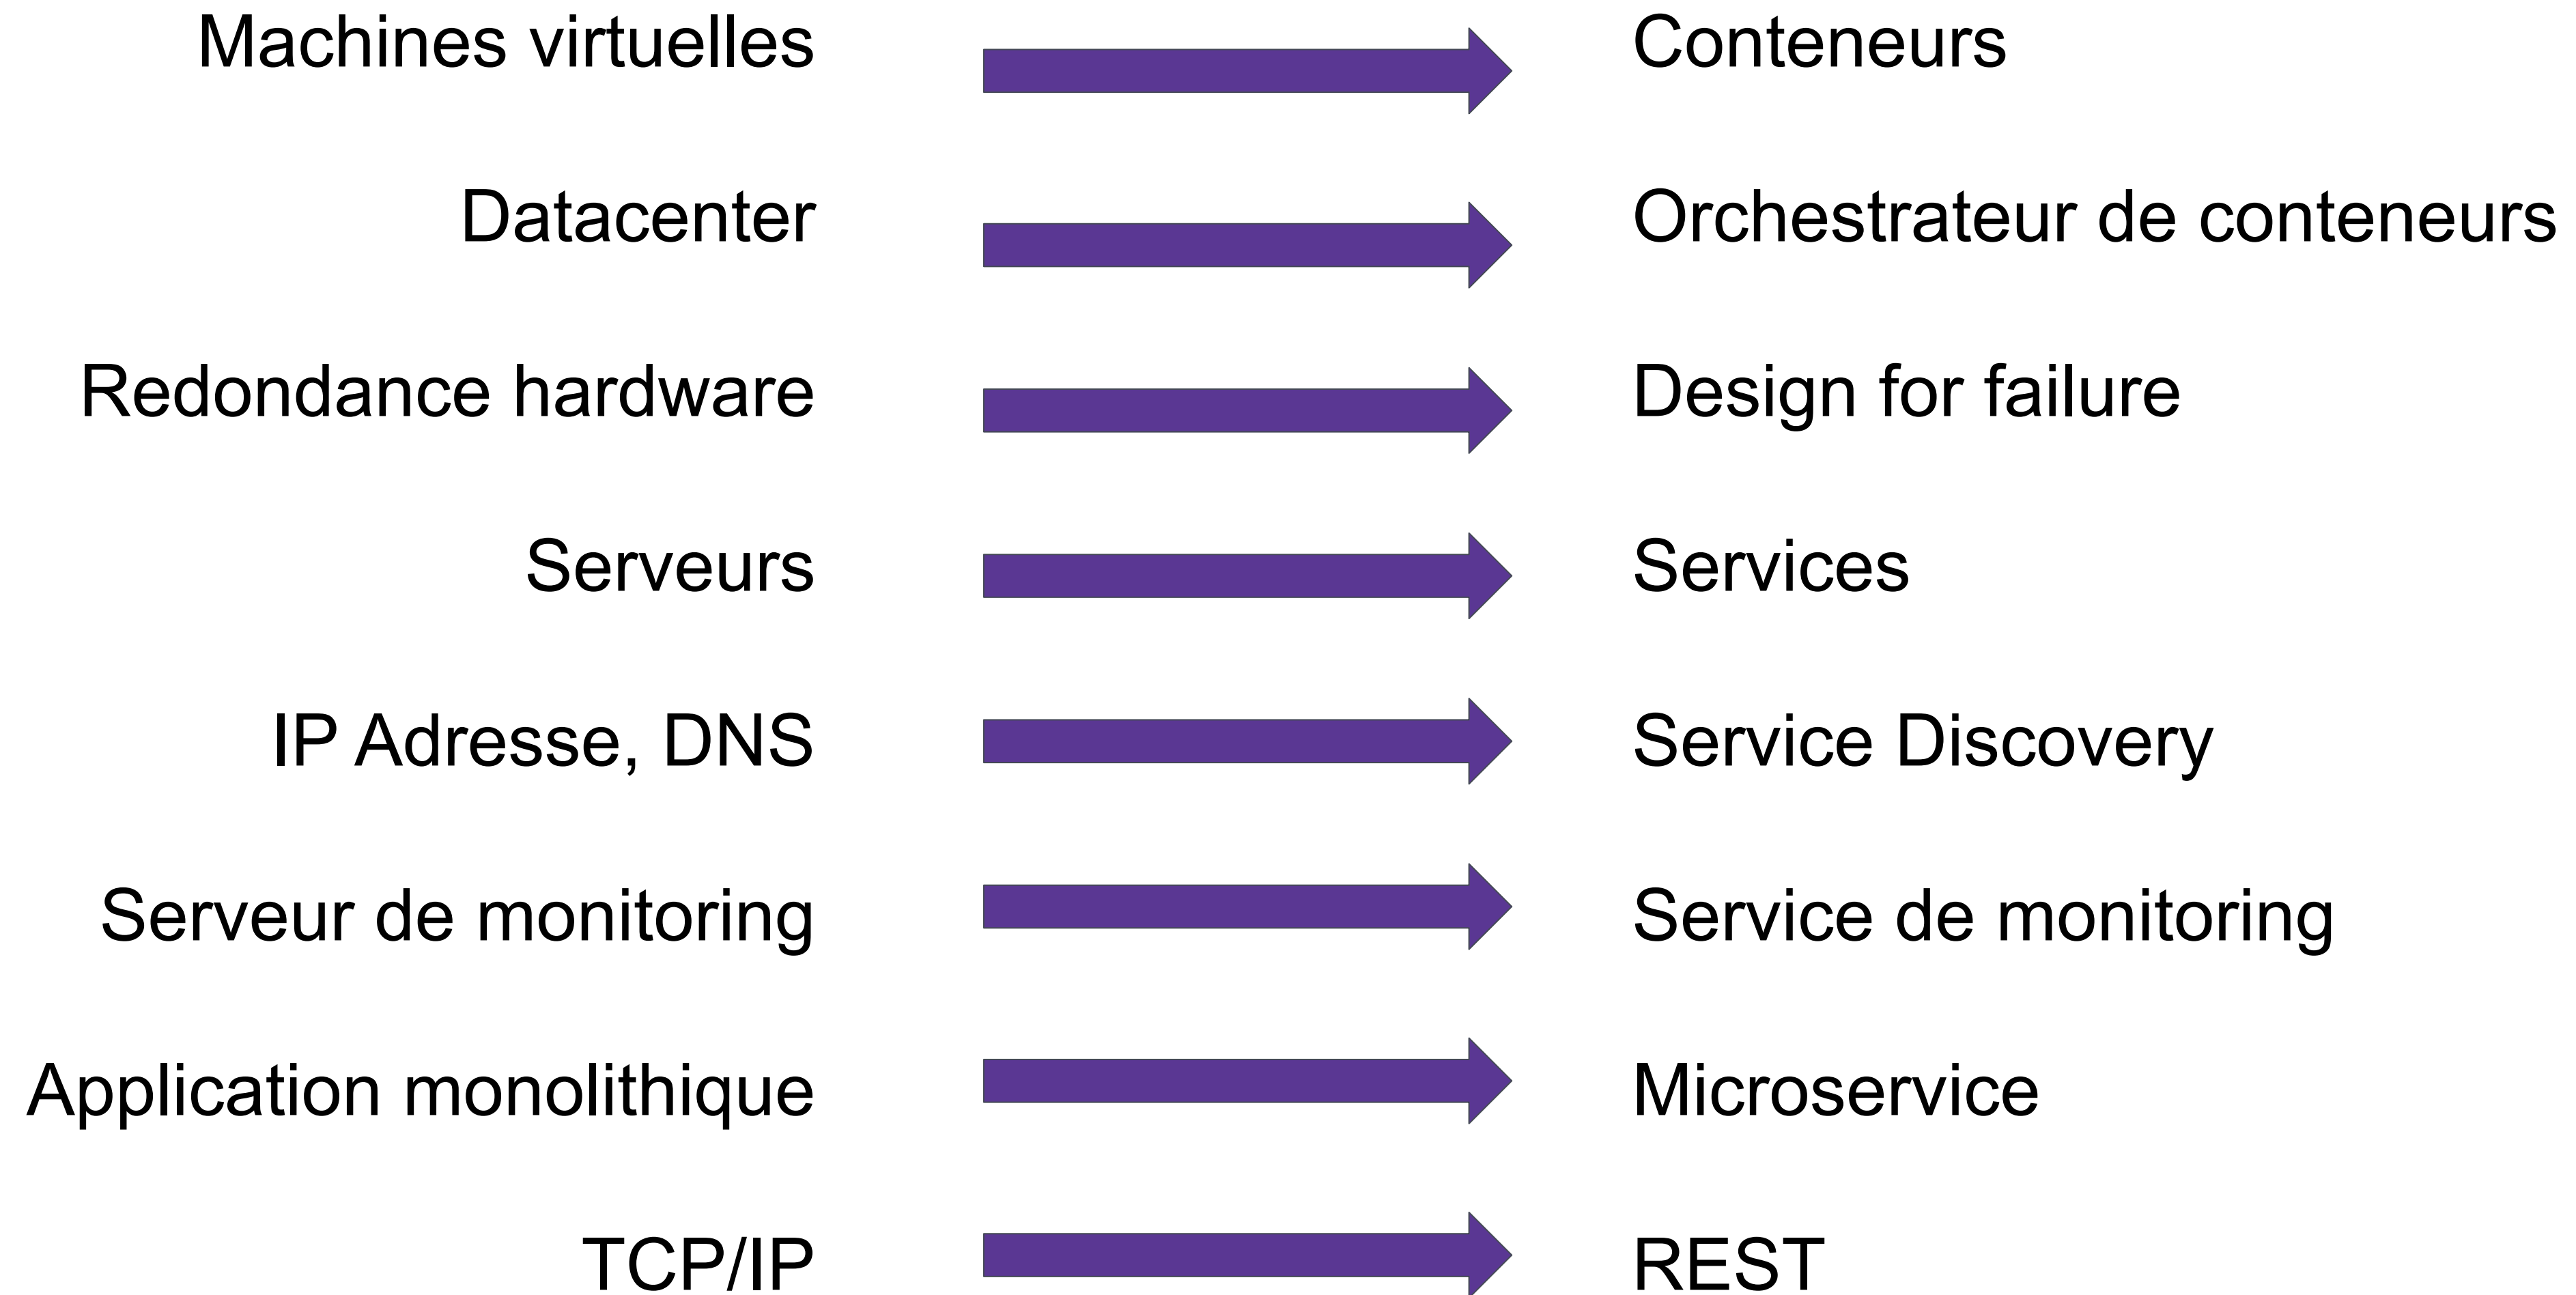 Machines virtuelles
Conteneurs
Datacenter
Orchestrateur de conteneurs
Redondance hardware
Design for failure
Serveurs
Services
IP Adresse, DNS
Service Discovery
Serveur de monitoring
Service de monitoring
Application monolithique
Microservice
TCP/IP
REST